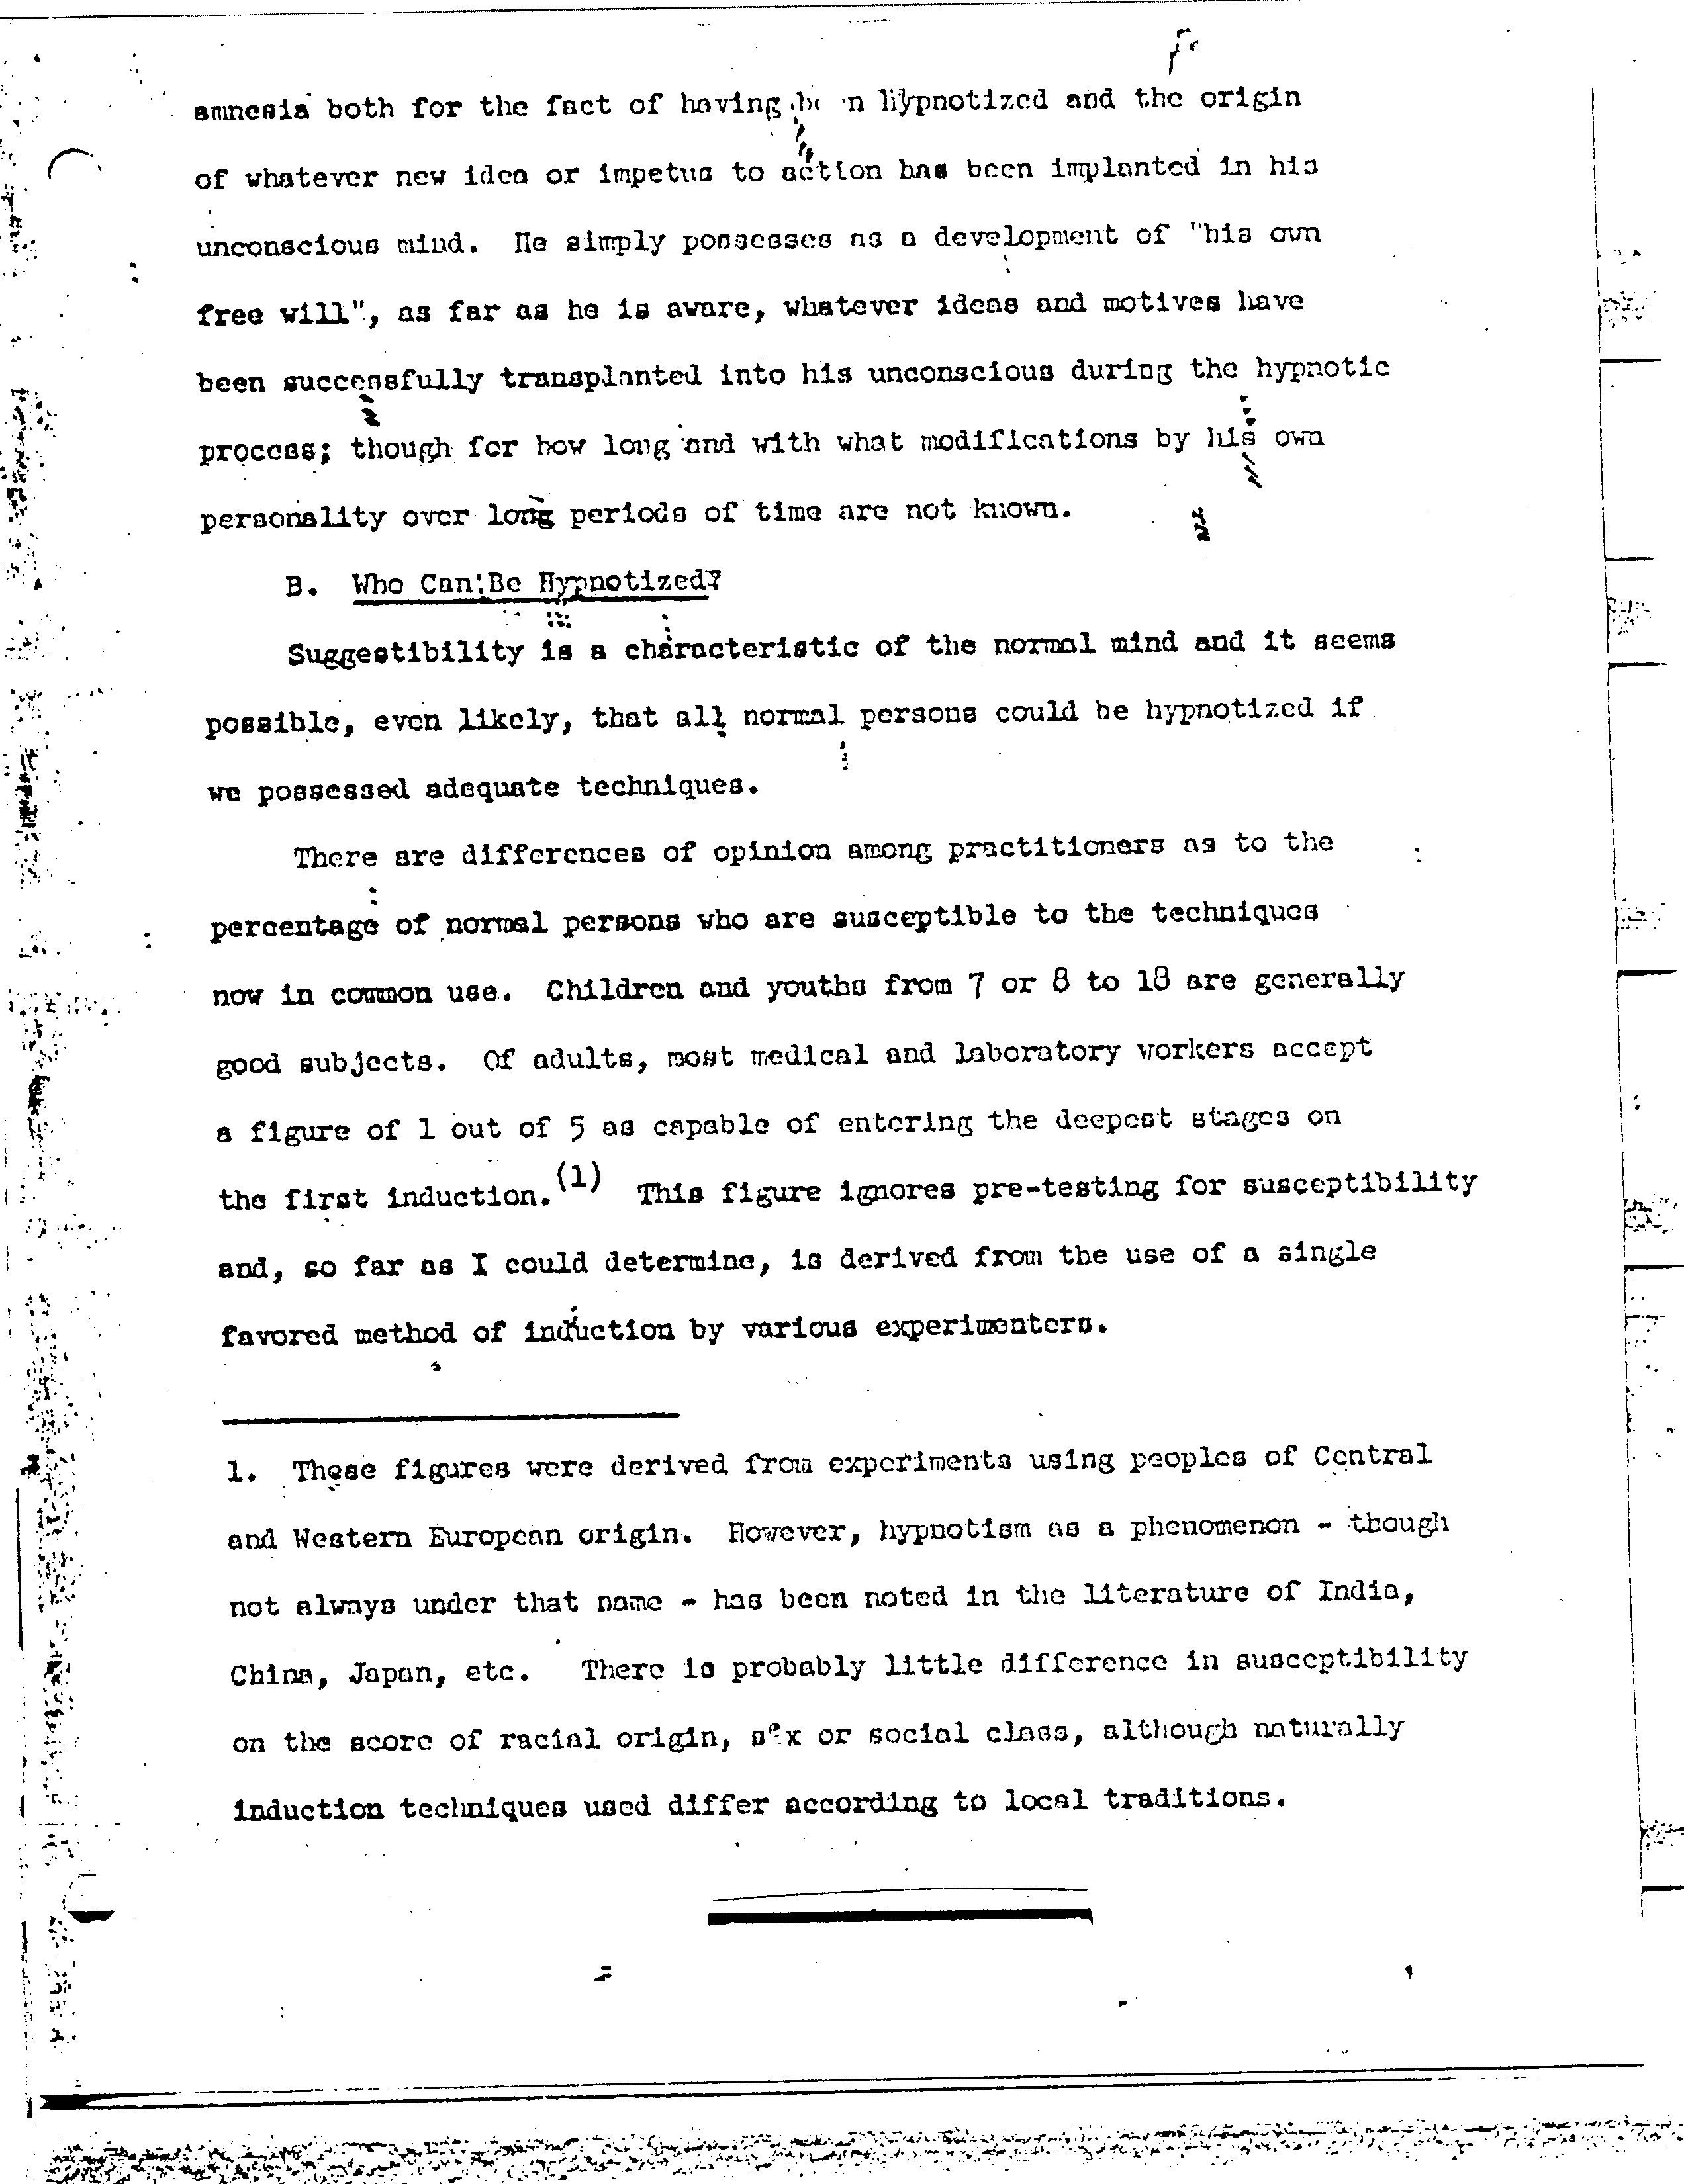 amnesia both for the fact of having been hypnotized and the origin
of whatever new idea or impetus to action has been implanted in his
unconscious mind. He simply possesses as a development of "his own
free will", as far as he is aware, whatever ideas and motives have
been successfully transplanted into his unconscious during the hypnotic
process; though for how long and with what modifications by his own
personality over long periods of time are not known.
B. Who Can Be Hypnotized?
Suggestibility is a characteristic of the normal mind and it seems
possible, even likely, that all normal persons could be hypnotized if
we possessed adequate techniques.
There are differences of opinion among practitioners as to the
percentage of normal persons who are susceptible to the techniques
now in common use. Children and youths from 7 or 8 to 18 are generally
good subjects. Of adults, most medical and laboratory workers accept
a figure of 1 out of 5 as capable of entering the deepest stages on
the first induction.(1) This figure ignores pre-testing for susceptibility
and, so far as I could determine, is derived from the use of a single
favored method of induction by various experimenters.
1. These figures were derived from experiments using peoples of Central
and Western European origin. However, hypnotism as a phenomenon - though
not always under that name - has been noted in the literature of India,
China, Japan, etc. There is probably little difference in susceptibility
on the score of racial origin, sex or social class, although naturally
induction techniques used differ according to local traditions.